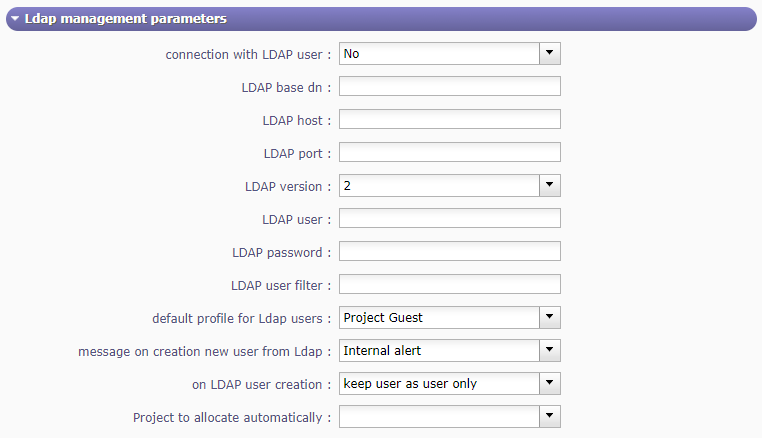 Ldap management parameters
connection with LDAP user : No
LDAP base dn :
LDAP host :
LDAP port :
LDAP version : 2
LDAP user :
LDAP password :
LDAP user filter :
default profile for Ldap users : Project Guest
message on creation new user from Ldap : Internal alert
on LDAP user creation : keep user as user only
Project to allocate automatically :